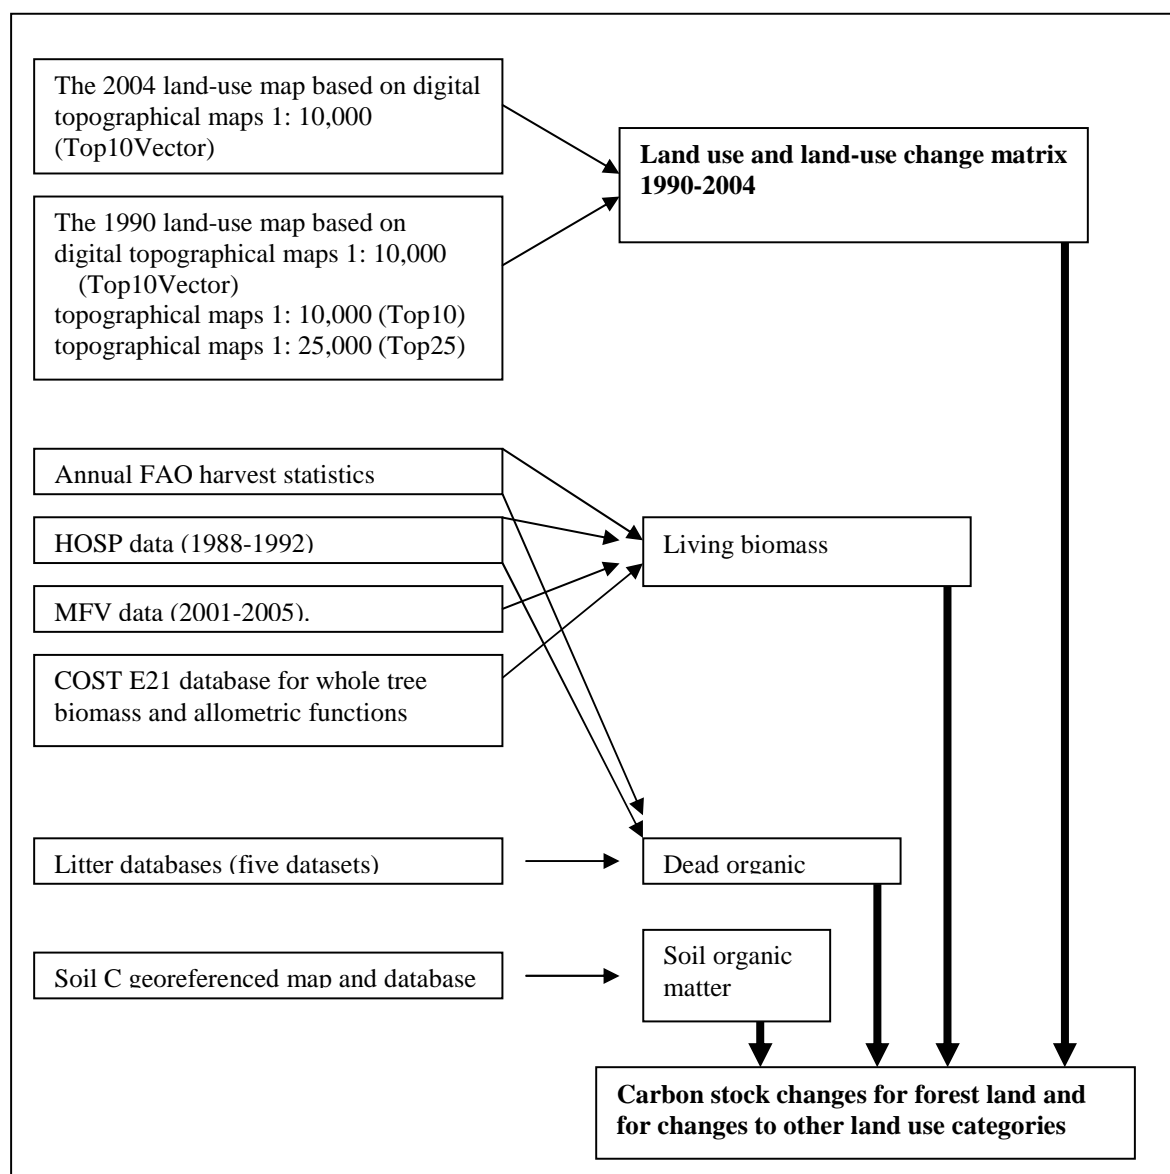 The 2004 land-use map based on digital
topographical maps 1: 10,000
(Top10Vector)
Land use and land-use change matrix
1990-2004
The 1990 land-use map based on
digital topographical maps 1: 10,000
(Top10Vector)
topographical maps 1: 10,000 (Top10)
topographical maps 1: 25,000 (Top25)
Annual FAO harvest statistics
HOSP data (1988-1992)
Living biomass
MFV data (2001-2005).
COST E21 database for whole tree
biomass and allometric functions
Litter databases (five datasets)
Dead organic
Soil C georeferenced map and database
Soil organic
matter
Carbon stock changes for forest land and
for changes to other land use categories